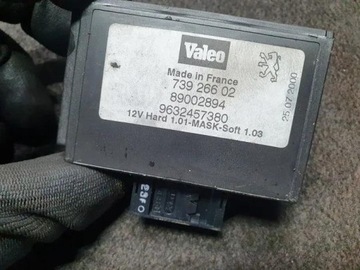 Valeo
Made in France
739 266 02
89002894
9632457380
12V Hard 1.01-MASK-Soft 1.03
25.07.2000